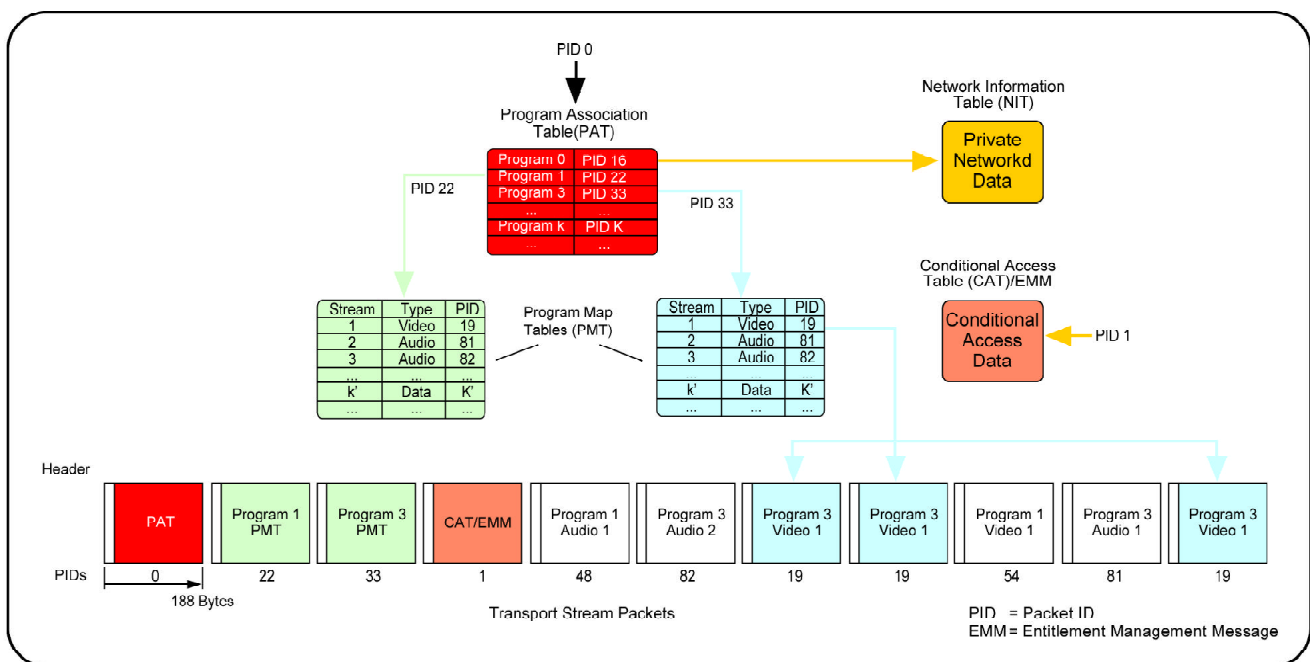 PID 0
Program Association
Table(PAT)
Program 0 PID 16
Program 1 PID 22
Program 3 PID 33
... ...
Program k PID K
... ...
PID 22
PID 33
Network Information
Table (NIT)
Private
Networkd
Data
Conditional Access
Table (CAT)/EMM
Conditional
Access
Data
PID 1
Stream Type PID
1 Video 19
2 Audio 81
3 Audio 82
... ... ...
k' Data K'
... ... ...
Program Map
Tables (PMT)
Stream Type PID
1 Video 19
2 Audio 81
3 Audio 82
... ... ...
k' Data K'
... ... ...
Header
PAT
Program 1
PMT
Program 3
PMT
CAT/EMM
Program 1
Audio 1
Program 3
Audio 2
Program 3
Video 1
Program 3
Video 1
Program 1
Video 1
Program 3
Audio 1
Program 3
Video 1
PIDs 0 22 33 1 48 82 19 19 54 81 19
188 Bytes
Transport Stream Packets
PID = Packet ID
EMM = Entitlement Management Message